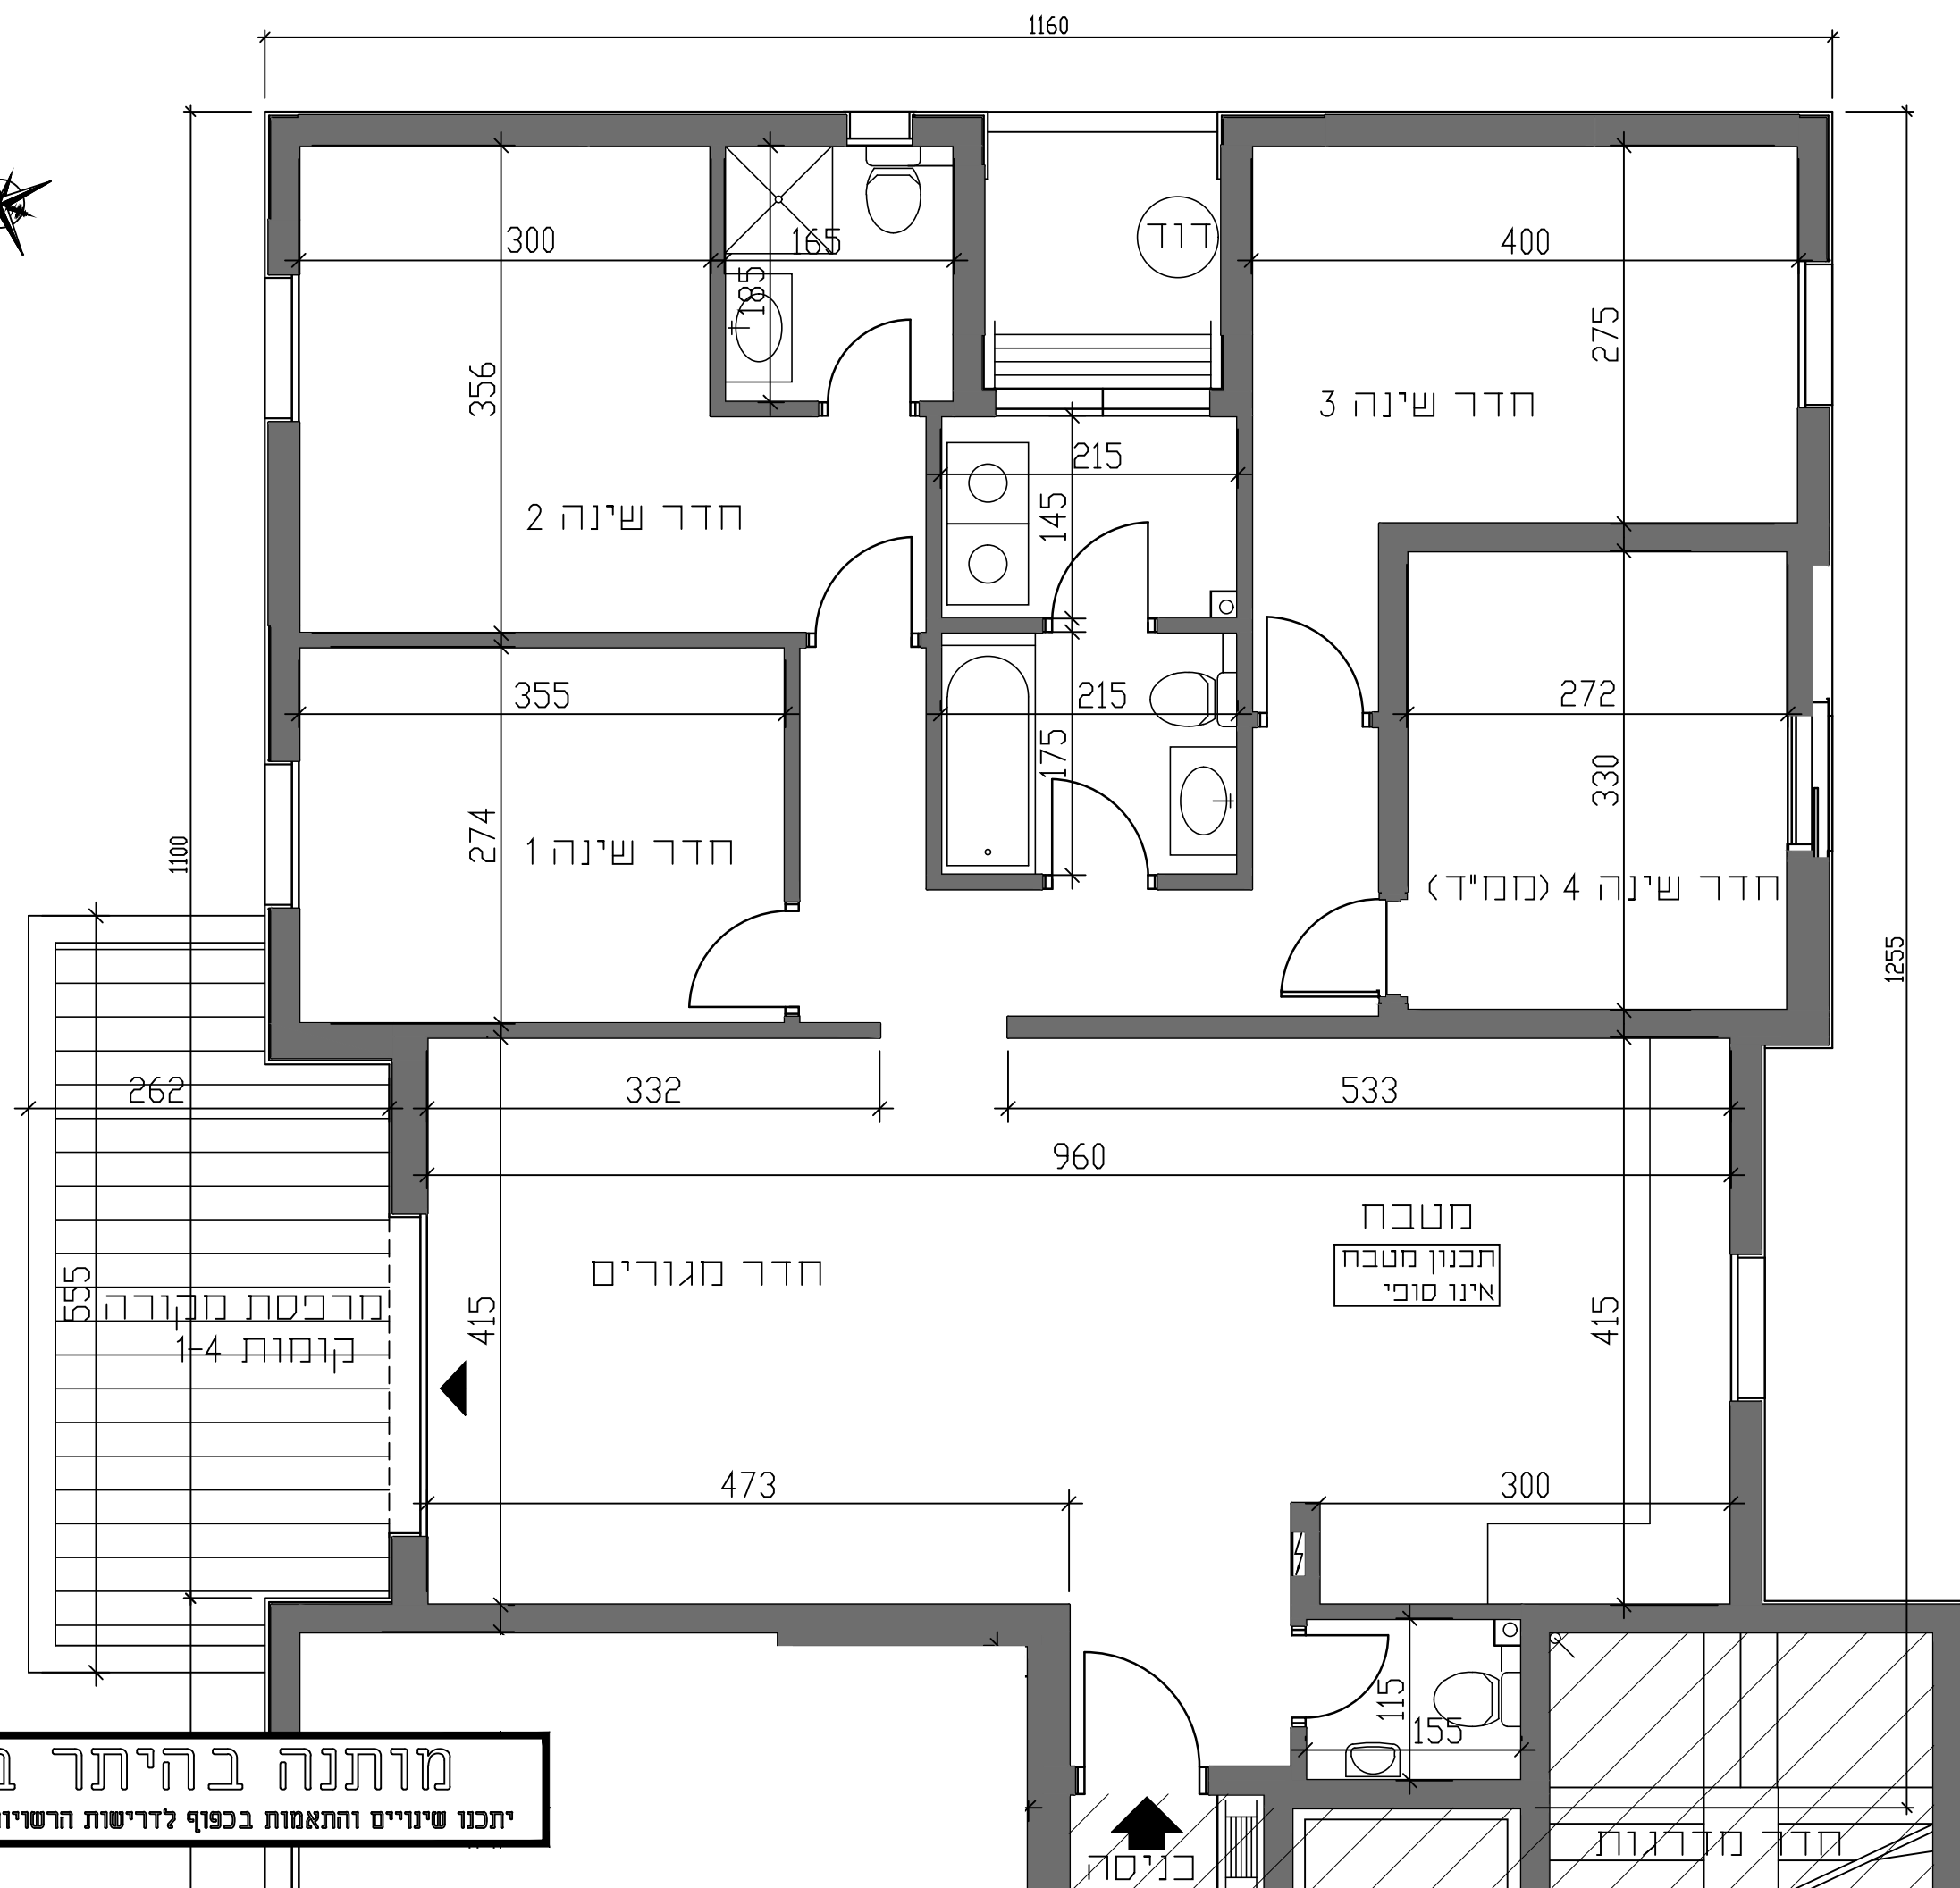 1160
300
165
185
דוד
400
275
חדר שינה 3
356
חדר שינה 2
215
145
355
215
175
272
330
274
חדר שינה 1
חדר שינה 4 (ממ"ד)
1100
1255
262
332
533
960
מטבח
תכנון מטבח
אינו סופי
חדר מגורים
555
מרפסת מקורה
קומות 1-4
415
415
473
300
115
155
מותנה בהיתר
יתכנו שינויים והתאמות בכפוף לדרישות
כניסה
חדר מדרגות